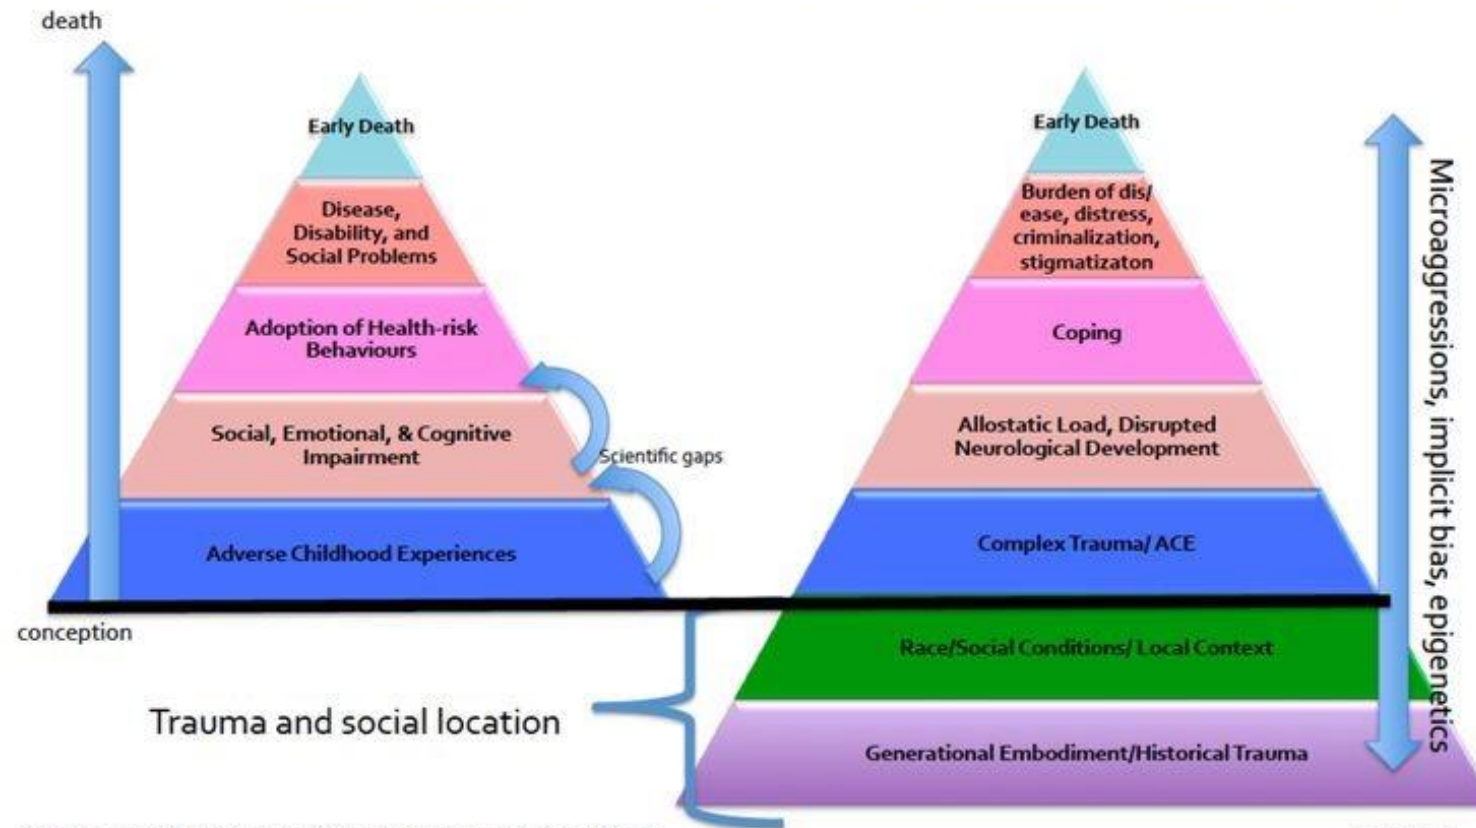 death
Early Death
Disease,
Disability, and
Social Problems
Adoption of Health-risk
Behaviours
Social, Emotional, & Cognitive
Impairment
Scientific gaps
Adverse Childhood Experiences
conception
Trauma and social location
Early Death
Burden of dis/
ease, distress,
criminalization,
stigmatizaton
Coping
Allostatic Load, Disrupted
Neurological Development
Complex Trauma/ ACE
Race/Social Conditions/ Local Context
Generational Embodiment/Historical Trauma
Microaggressions, implicit bias, epigenetics